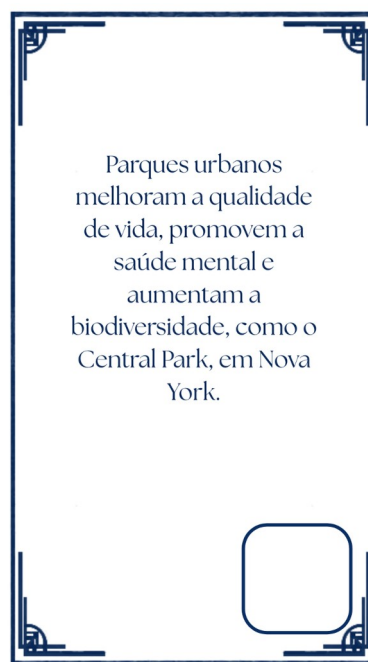 Parques urbanos
melhoram a qualidade
de vida, promovem a
saúde mental e
aumentam a
biodiversidade, como o
Central Park, em Nova
York.